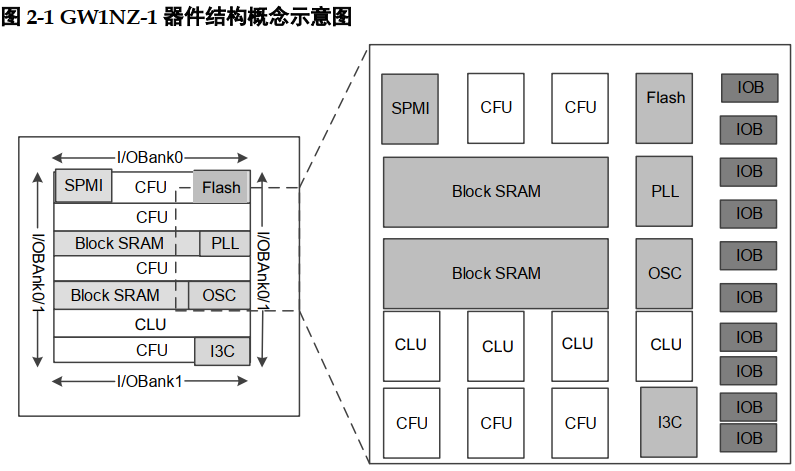 图 2-1 GW1NZ-1 器件结构概念示意图
I/OBank0
I/OBAnk0/1
SPMI CFU Flash
CFU
Block SRAM PLL
CFU
Block SRAM OSC
CLU
CFU I3C
I/OBAnk0/1
I/OBank1
SPMI CFU CFU Flash IOB
IOB
Block SRAM PLL IOB
IOB
Block SRAM OSC IOB
IOB
CLU CLU CLU CLU IOB
IOB
CFU CFU CFU I3C IOB
IOB